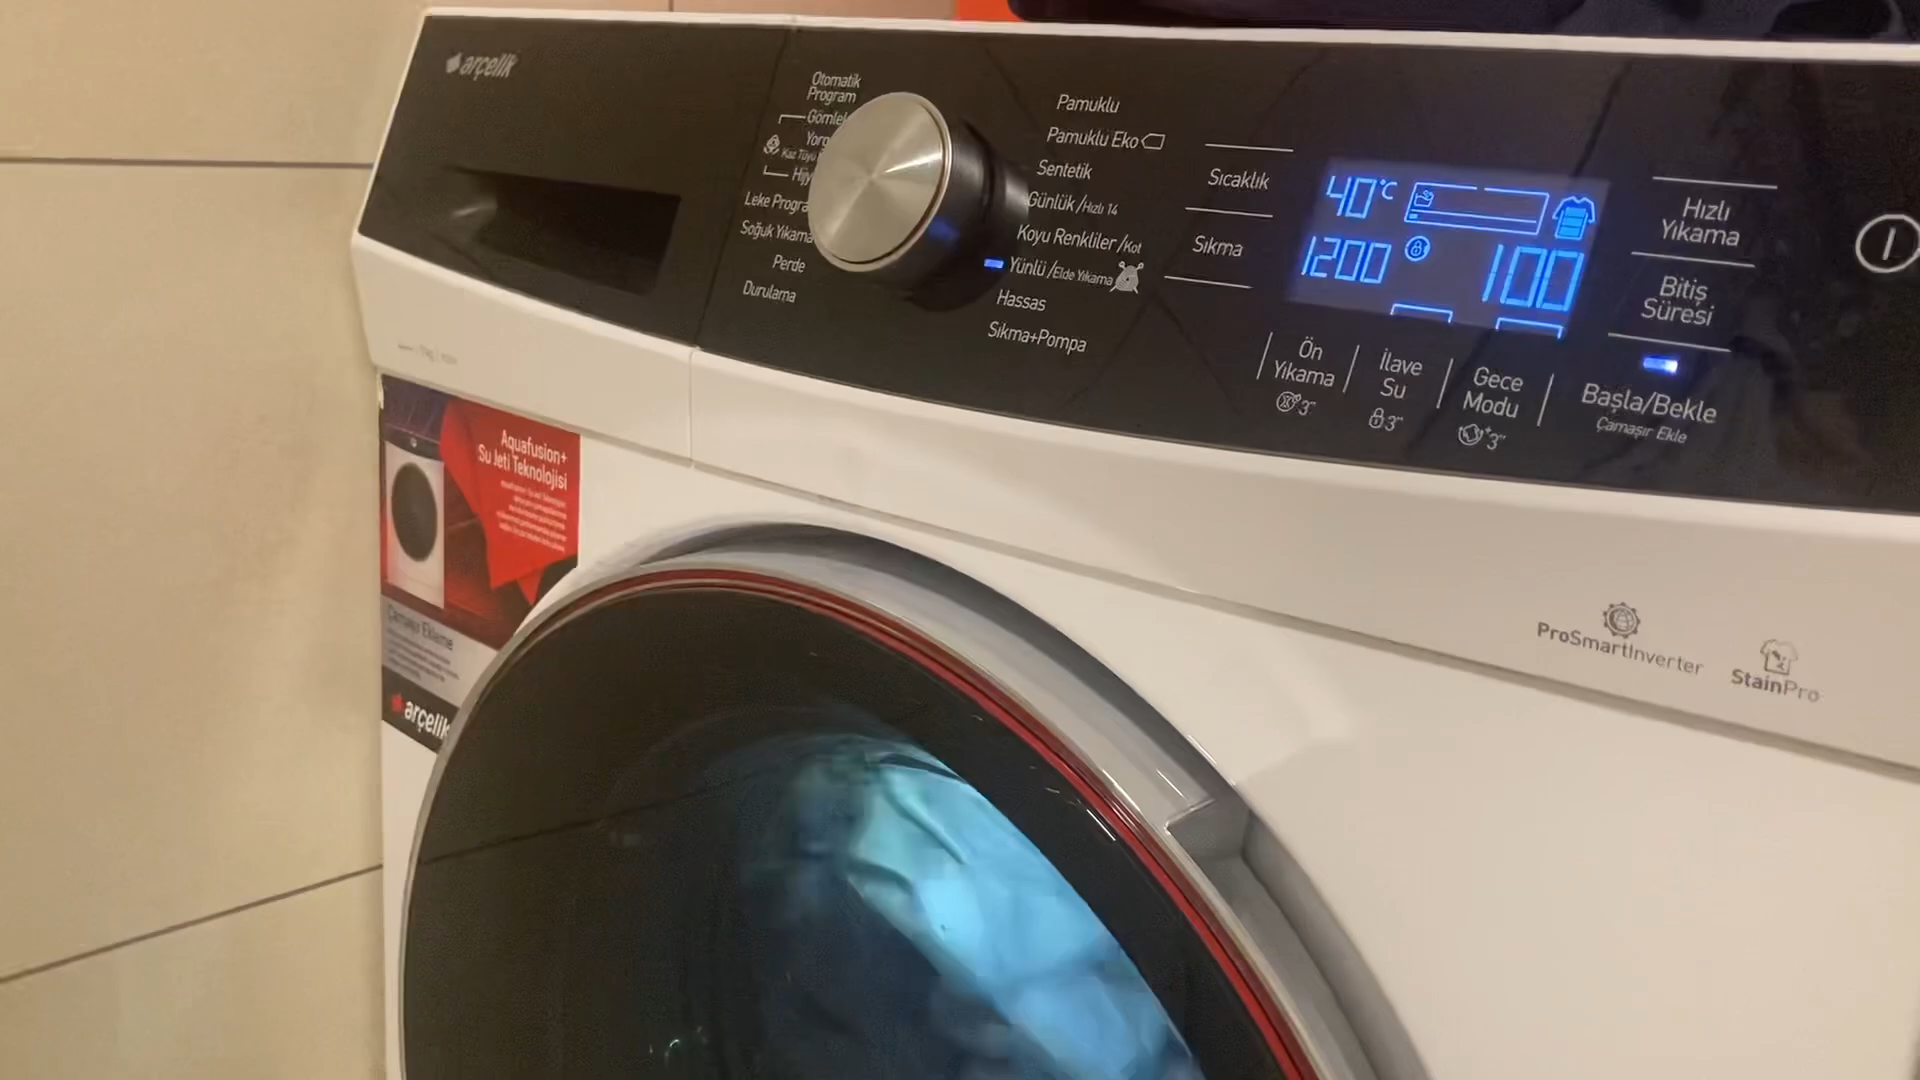 arçelik
Otomatik
Program
Leke
Soğuk Yıkama
Perde
Durulama
Pamuklu
Pamuklu Eko
Sentetik
Günlük /Hızlı 14
Koyu Renkliler /Kot
Yünlü /Elde Yıkama
Hassas
Sıkma+Pompa
Sıcaklık
Sıkma
40°C
1200
100
Hızlı
Yıkama
Bitiş
Süresi
Ön
Yıkama
3"
İlave
Su
3"
Gece
Modu
3"
Başla/Bekle
Çamaşır Ekle
Aquafusion+
Su Jeti Teknolojisi
Çamaşır Ekleme
arçelik
ProSmartInverter
StainPro